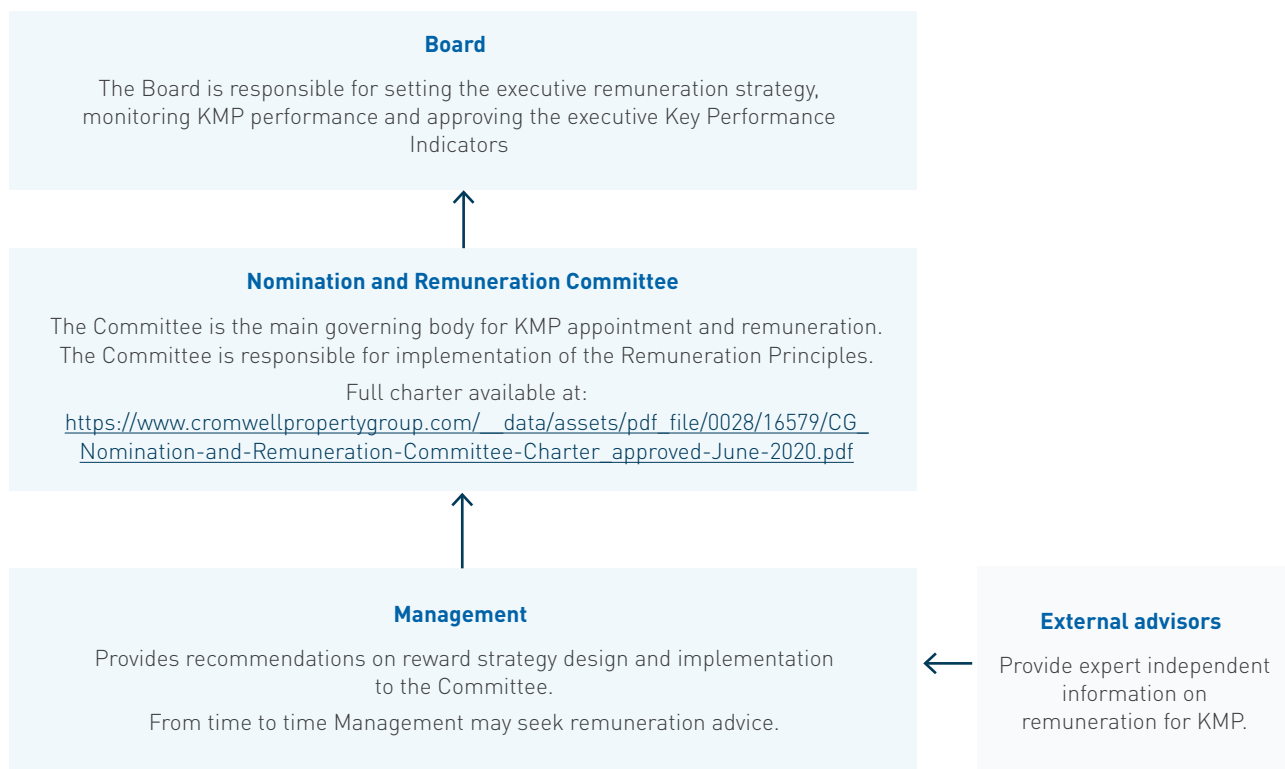 Board
The Board is responsible for setting the executive remuneration strategy,
monitoring KMP performance and approving the executive Key Performance
Indicators
Nomination and Remuneration Committee
The Committee is the main governing body for KMP appointment and remuneration.
The Committee is responsible for implementation of the Remuneration Principles.
Full charter available at:
https://www.cromwellpropertygroup.com/__data/assets/pdf_file/0028/16579/CG_
Nomination-and-Remuneration-Committee-Charter_approved-June-2020.pdf
Management
Provides recommendations on reward strategy design and implementation
to the Committee.
From time to time Management may seek remuneration advice.
External advisors
Provide expert independent
information on
remuneration for KMP.